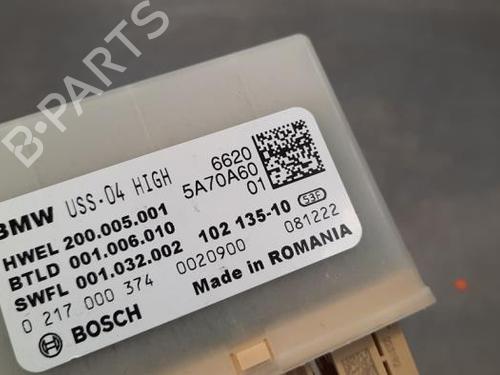 B-PARTS
BMW USS.04 HIGH 6620
5A70A60
01
HWEL 200.005.001
BTLD 001.006.010 102 135-10 53F
SWFL 001.032.002 0020900 081222
0 217 000 374 Made in ROMANIA
BOSCH